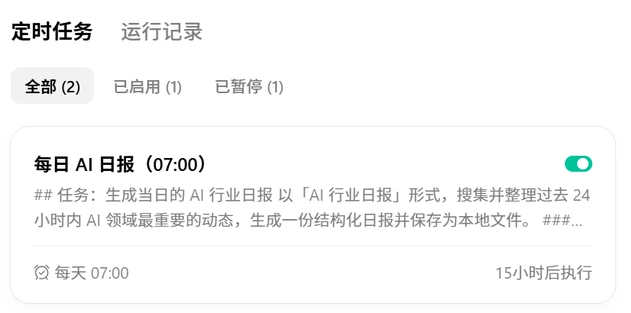 定时任务 运行记录
全部 (2) 已启用 (1) 已暂停 (1)
每日 AI 日报（07:00）
## 任务：生成当日的 AI 行业日报 以「AI 行业日报」形式，搜集并整理过去 24
小时内 AI 领域最重要的动态，生成一份结构化日报并保存为本地文件。 ###...
每天 07:00 15小时后执行